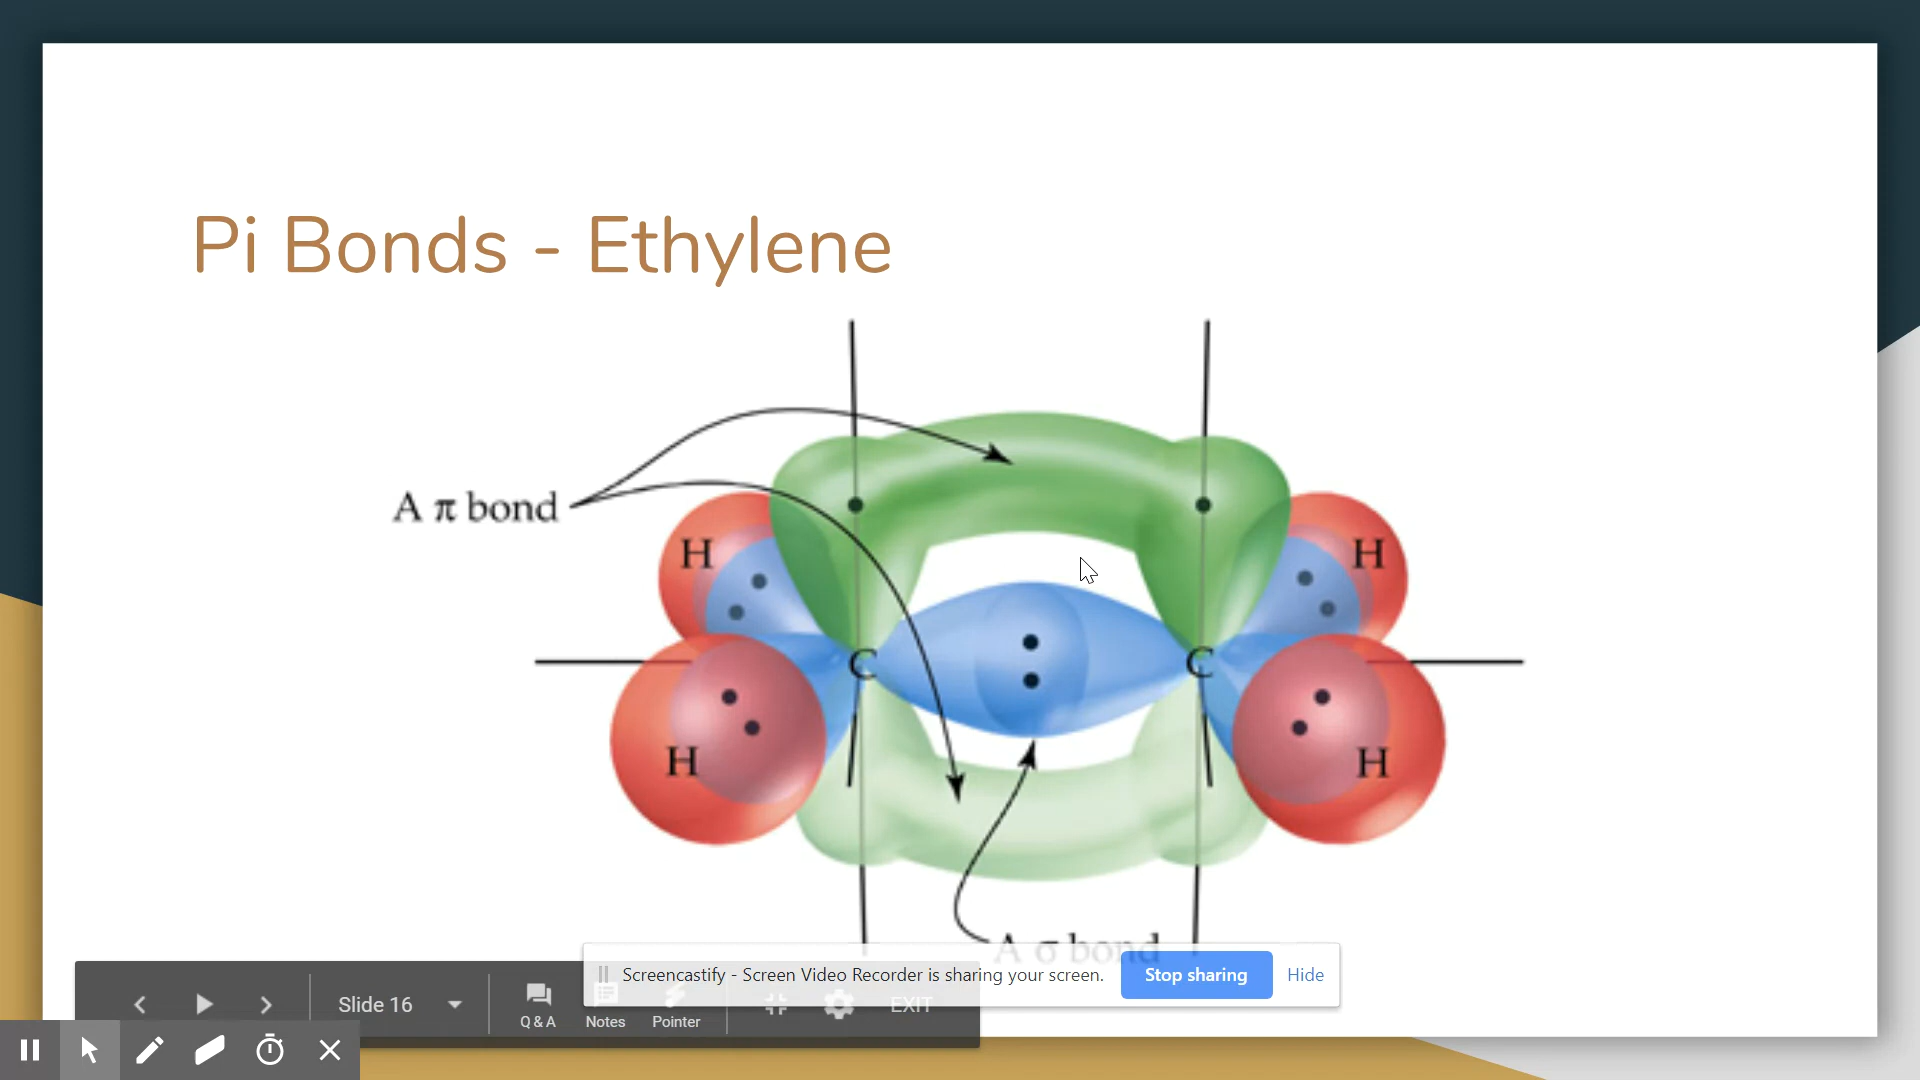 Pi Bonds - Ethylene
A π bond
H
H
C
C
H
H
A σ bond
Screencastify - Screen Video Recorder is sharing your screen.
Stop sharing
Hide
Slide 16
Q & A
Notes
Pointer
EXIT